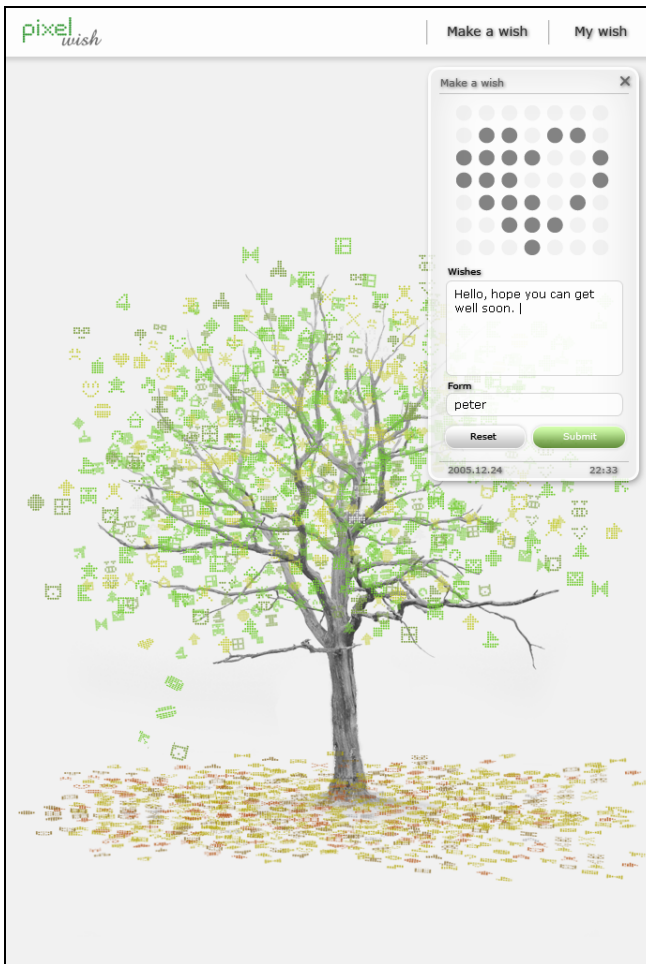 pixel
wish
Make a wish
My wish
Make a wish
Wishes
Hello, hope you can get
well soon.
Form
peter
Reset
Submit
2005.12.24
22:33